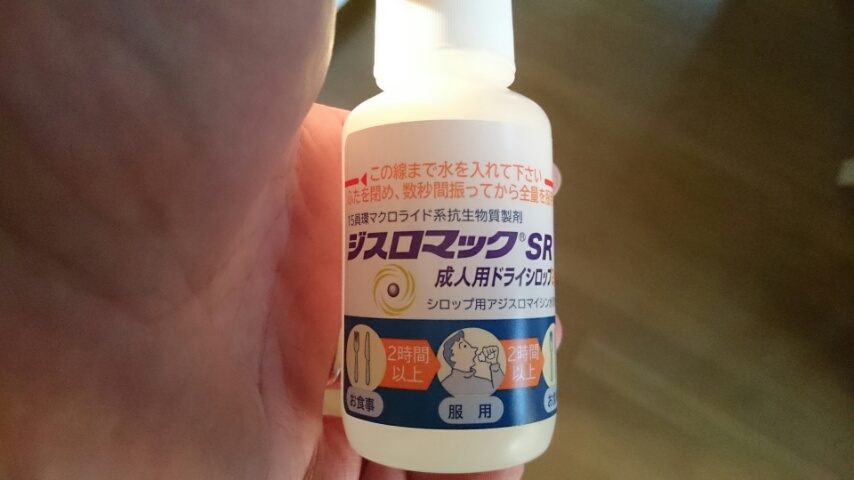 この線まで水を入れて下さい
ふたを閉め、数秒間振ってから全量を
15員環マクロライド系抗生物質製剤
ジスロマック® SR
成人用ドライシロップ
シロップ用アジスロマイシン
2時間以上
2時間以上
お食事
服用
お食